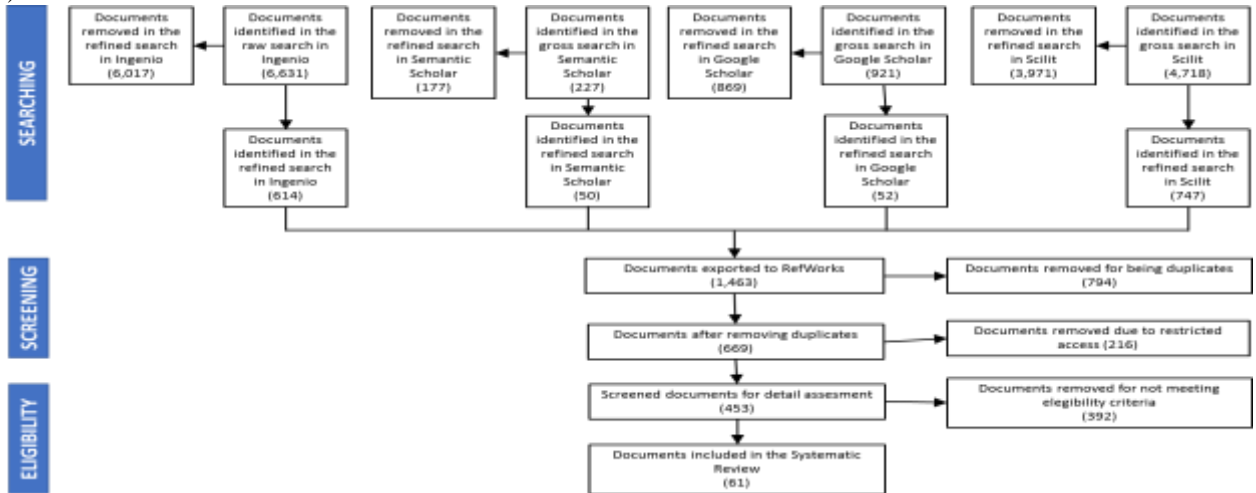 )
SEARCHING
Documents
removed in the
refined search
in Ingenio
(6,017)
Documents
identified in the
raw search in
Ingenio
(6,631)
Documents
removed in the
refined search
in Semantic
Scholar
(177)
Documents
identified in the
gross search in
Semantic
Scholar
(227)
Documents
removed in the
refined search
in Google
Scholar
(869)
Documents
identified in the
gross search in
Google Scholar
(921)
Documents
removed in the
refined search
in Scilit
(3,971)
Documents
identified in the
gross search in
Scilit
(4,718)
Documents
identified in the
refined search
in Ingenio
(614)
Documents
identified in the
refined search
in Semantic
Scholar
(50)
Documents
identified in the
refined search
in Google
Scholar
(52)
Documents
identified in the
refined search
in Scilit
(747)
SCREENING
Documents exported to RefWorks
(1,463)
Documents removed for being duplicates
(794)
Documents after removing duplicates
(669)
Documents removed due to restricted
access (216)
ELIGIBILITY
Screened documents for detail assesment
(453)
Documents removed for not meeting
elegibility criteria
(392)
Documents included in the Systematic
Review
(61)